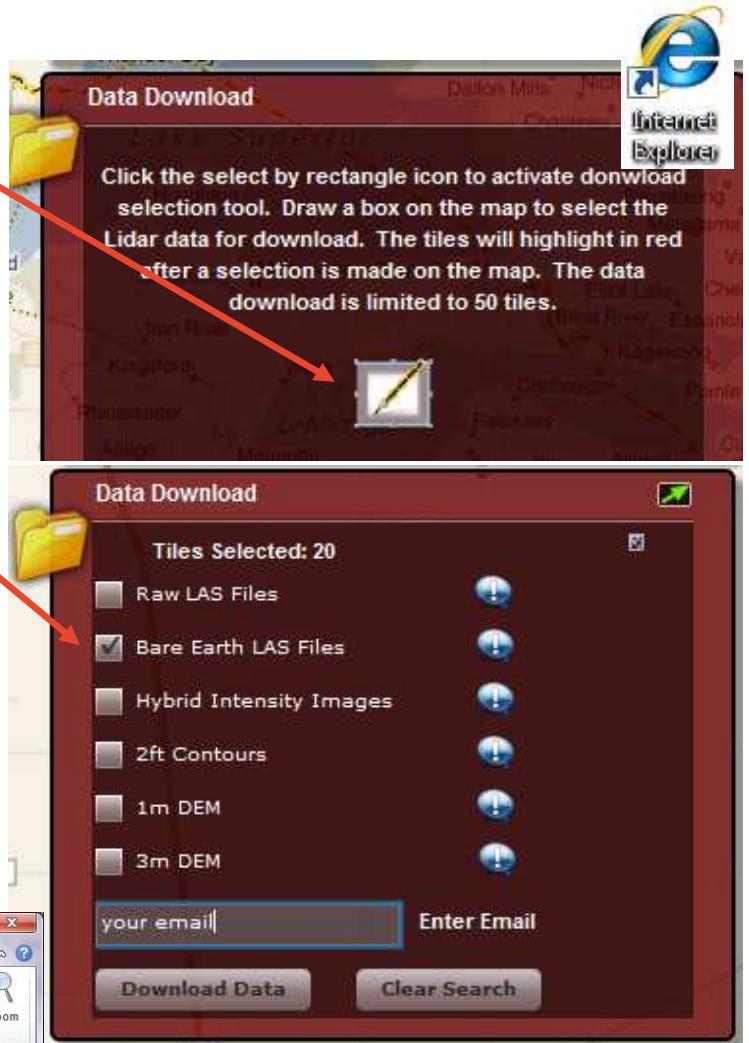 Data Download
Internet
Explorer
Click the select by rectangle icon to activate donwload
selection tool. Draw a box on the map to select the
Lidar data for download. The tiles will highlight in red
after a selection is made on the map. The data
download is limited to 50 tiles.
Data Download
Tiles Selected: 20
Raw LAS Files
Bare Earth LAS Files
Hybrid Intensity Images
2ft Contours
1m DEM
3m DEM
your email
Enter Email
Download Data
Clear Search